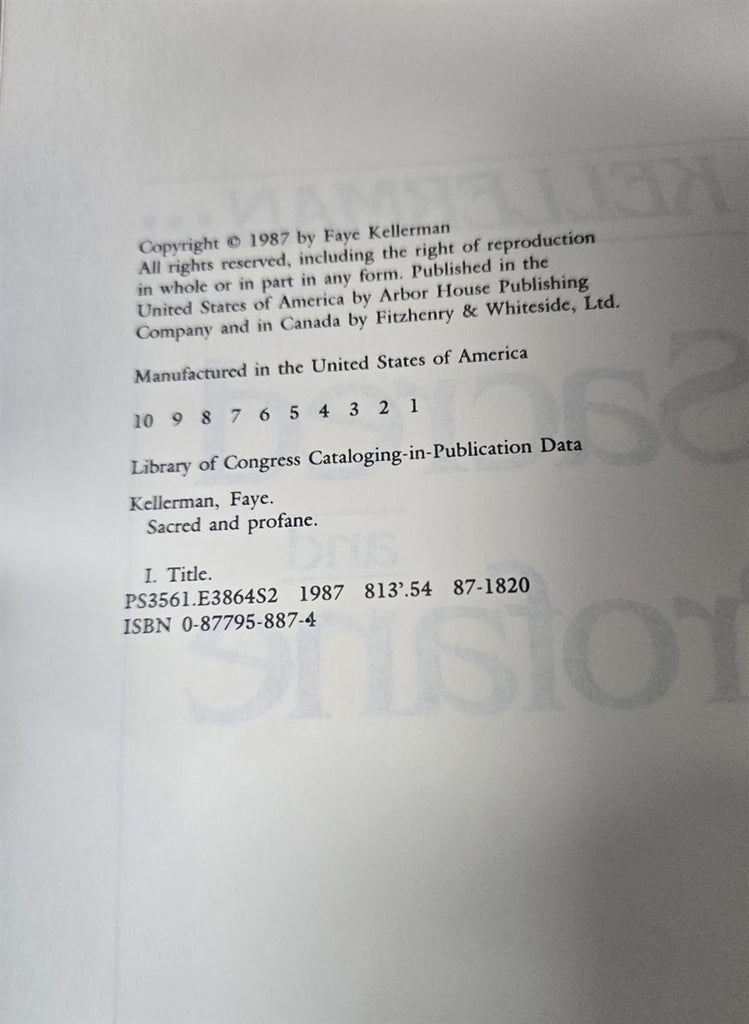 Copyright © 1987 by Faye Kellerman
All rights reserved, including the right of reproduction
in whole or in part in any form. Published in the
United States of America by Arbor House Publishing
Company and in Canada by Fitzhenry & Whiteside, Ltd.
Manufactured in the United States of America
10 9 8 7 6 5 4 3 2 1
Library of Congress Cataloging-in-Publication Data
Kellerman, Faye.
Sacred and profane.
I. Title.
PS3561.E3864S2 1987 813'.54 87-1820
ISBN 0-87795-887-4
KELLERMAN
Sacred
and